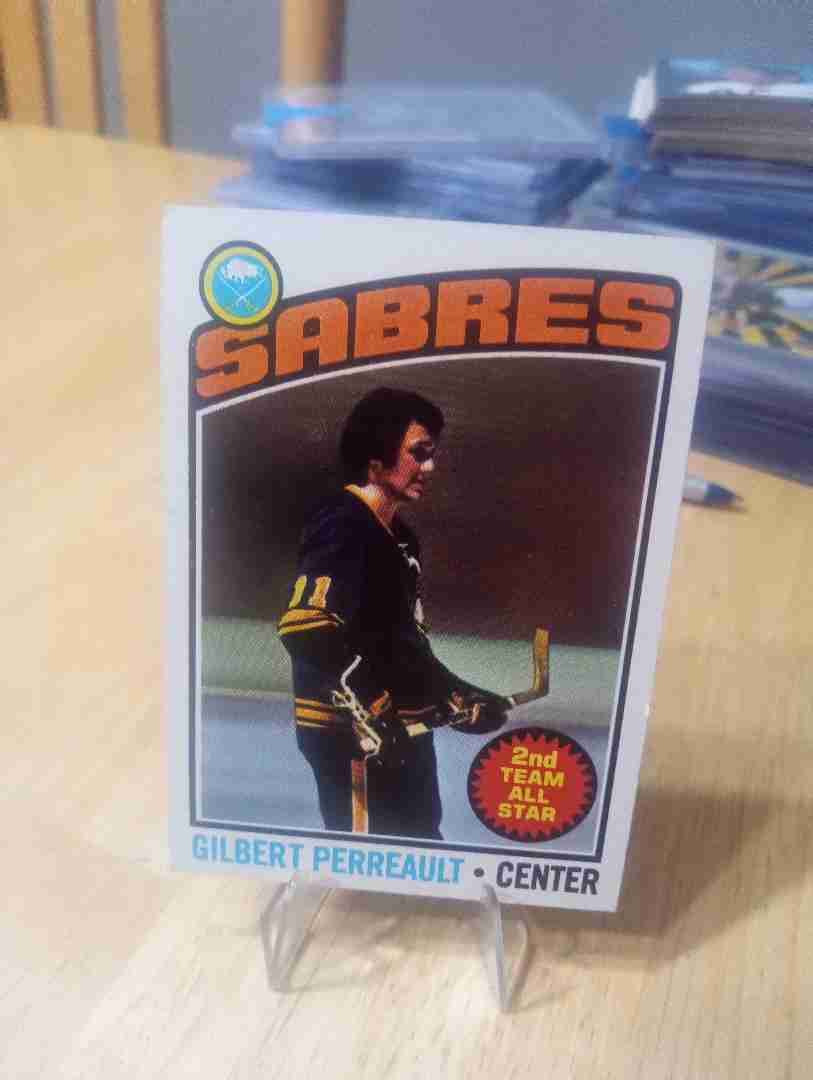 SABRES
11
2nd
TEAM
ALL
STAR
GILBERT PERREAULT • CENTER